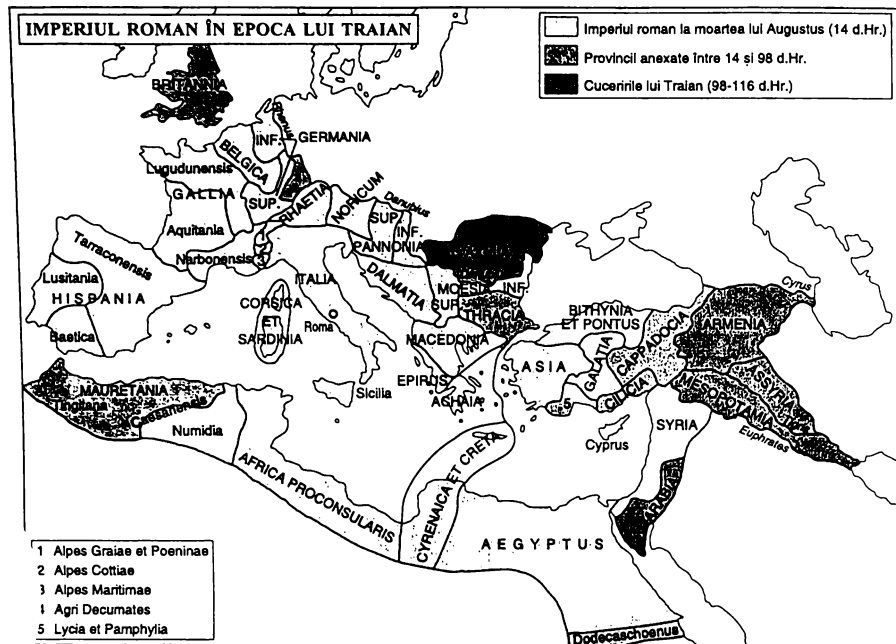 IMPERIUL ROMAN ÎN EPOCA LUI TRAIAN
Imperiul roman la moartea lui Augustus (14 d.Hr.)
Provincii anexate între 14 și 98 d.Hr.
Cuceririle lui Traian (98-116 d.Hr.)
BRITANNIA
Rhenus
INF.
GERMANIA
BELGICA
Lugudunensis
GALLIA
SUP.
RHAETIA
NORICUM
Danubius
SUP.
INF.
PANNONIA
Aquitania
1
2
3
Narbonensis
Tarraconensis
Lusitania
HISPANIA
Baetica
ITALIA
DALMATIA
CORSICA
ET
SARDINIA
Roma
MOESIA
SUP.
INF.
THRACIA
MACEDONIA
EPIRUS
ACHAIA
Sicilia
BITHYNIA
ET PONTUS
Cyrus
ARMENIA
CAPPADOCIA
GALATIA
ASIA
CILICIA
5
ASSYRIA
MESOPOTAMIA
Euphrates
SYRIA
Cyprus
ARABIA
MAURETANIA
Tingitana
Numidia
AFRICA PROCONSULARIS
CYRENAICA ET CRETA
AEGYPTUS
Dodecaschoenus
1 Alpes Graiae et Poeninae
2 Alpes Cottiae
3 Alpes Maritimae
4 Agri Decumates
5 Lycia et Pamphylia